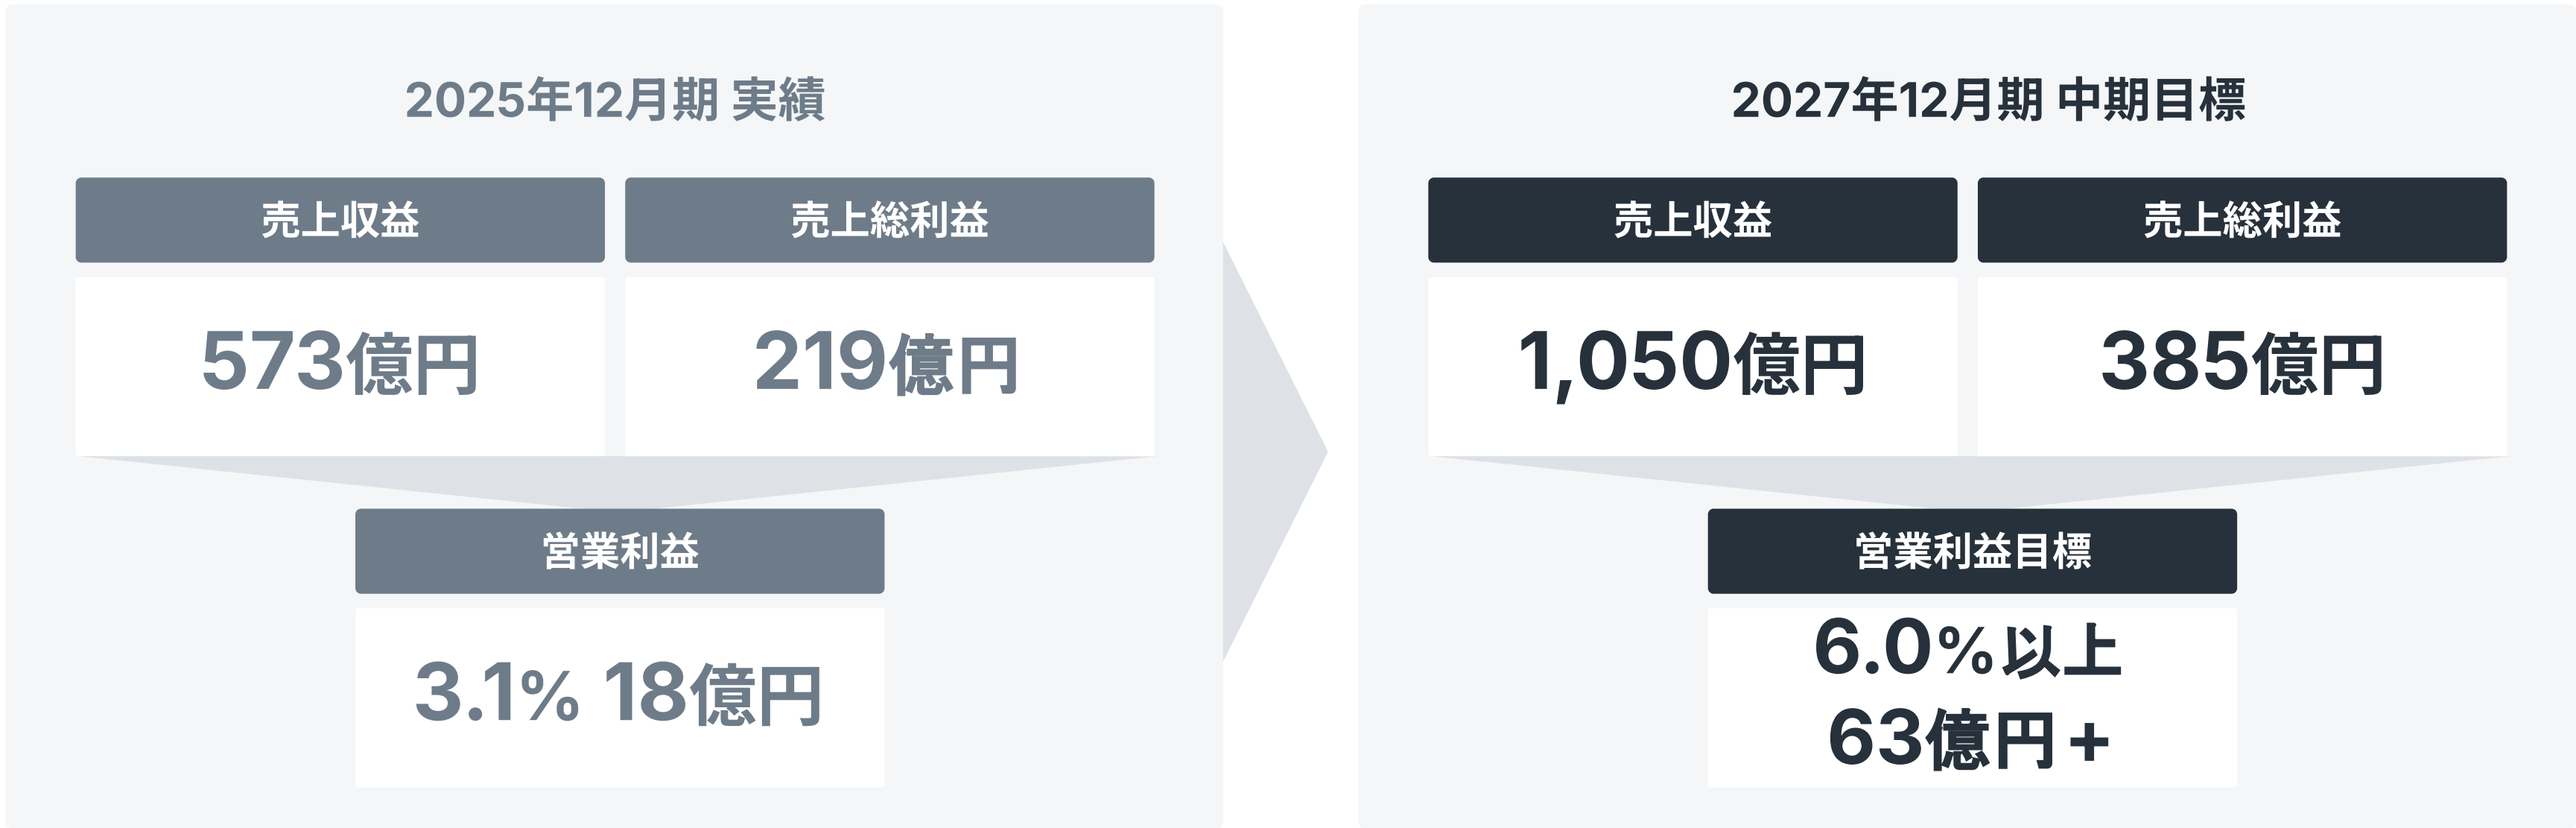 2025年12月期 実績
売上収益
売上総利益
573億円
219億円
営業利益
3.1% 18億円
2027年12月期 中期目標
売上収益
売上総利益
1,050億円
385億円
営業利益目標
6.0%以上
63億円+